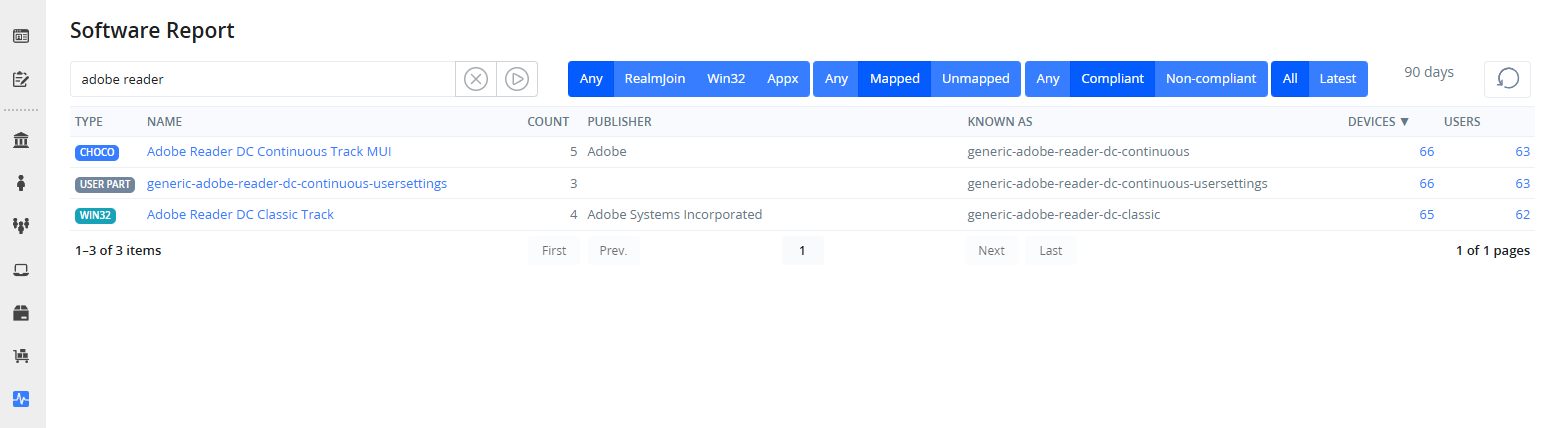 Software Report
adobe reader Any RealmJoin Win32 Appx Any Mapped Unmapped Any Compliant Non-compliant All Latest 90 days
TYPE NAME COUNT PUBLISHER KNOWN AS DEVICES ▼ USERS
CHOCO Adobe Reader DC Continuous Track MUI 5 Adobe generic-adobe-reader-dc-continuous 66 63
USER PART generic-adobe-reader-dc-continuous-usersettings 3 generic-adobe-reader-dc-continuous-usersettings 66 63
WIN32 Adobe Reader DC Classic Track 4 Adobe Systems Incorporated generic-adobe-reader-dc-classic 65 62
1–3 of 3 items First Prev. 1 Next Last 1 of 1 pages